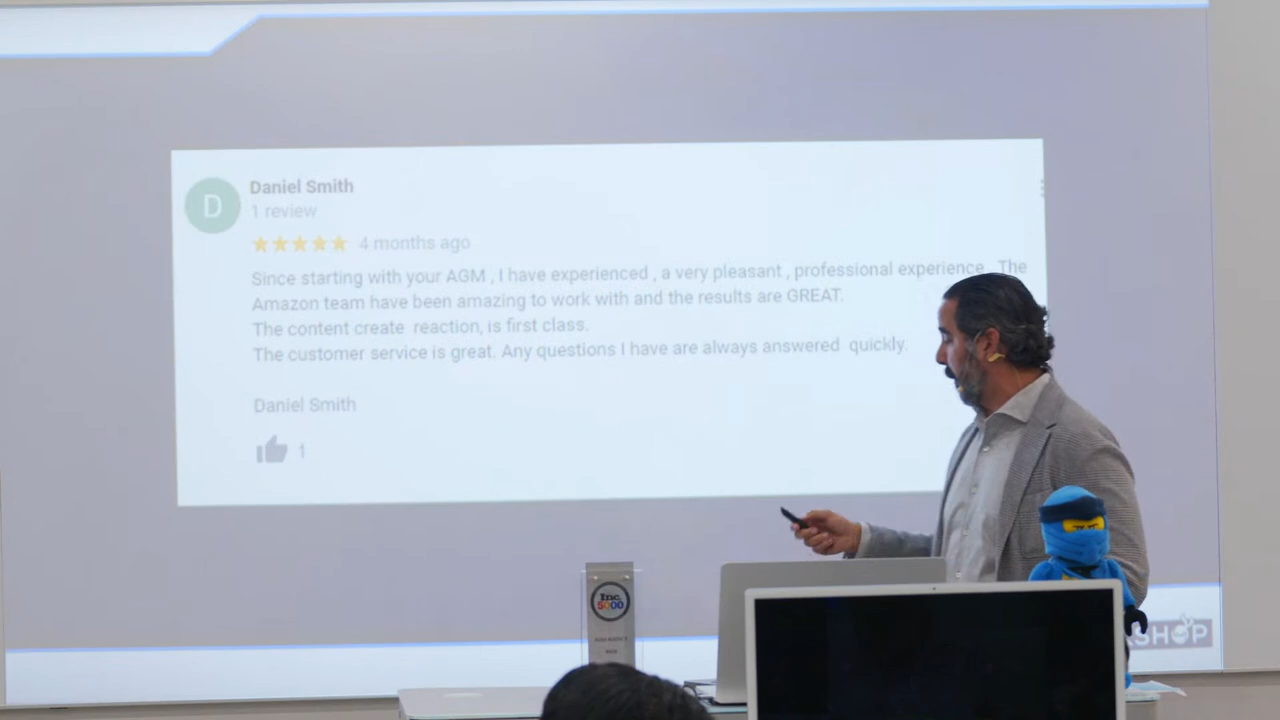 D
Daniel Smith
1 review
4 months ago
Since starting with your AGM , I have experienced , a very pleasant , professional experience . The
Amazon team have been amazing to work with and the results are GREAT.
The content create  reaction, is first class.
The customer service is great. Any questions I have are always answered  quickly.
Daniel Smith
1
Inc.
5000
SHOP